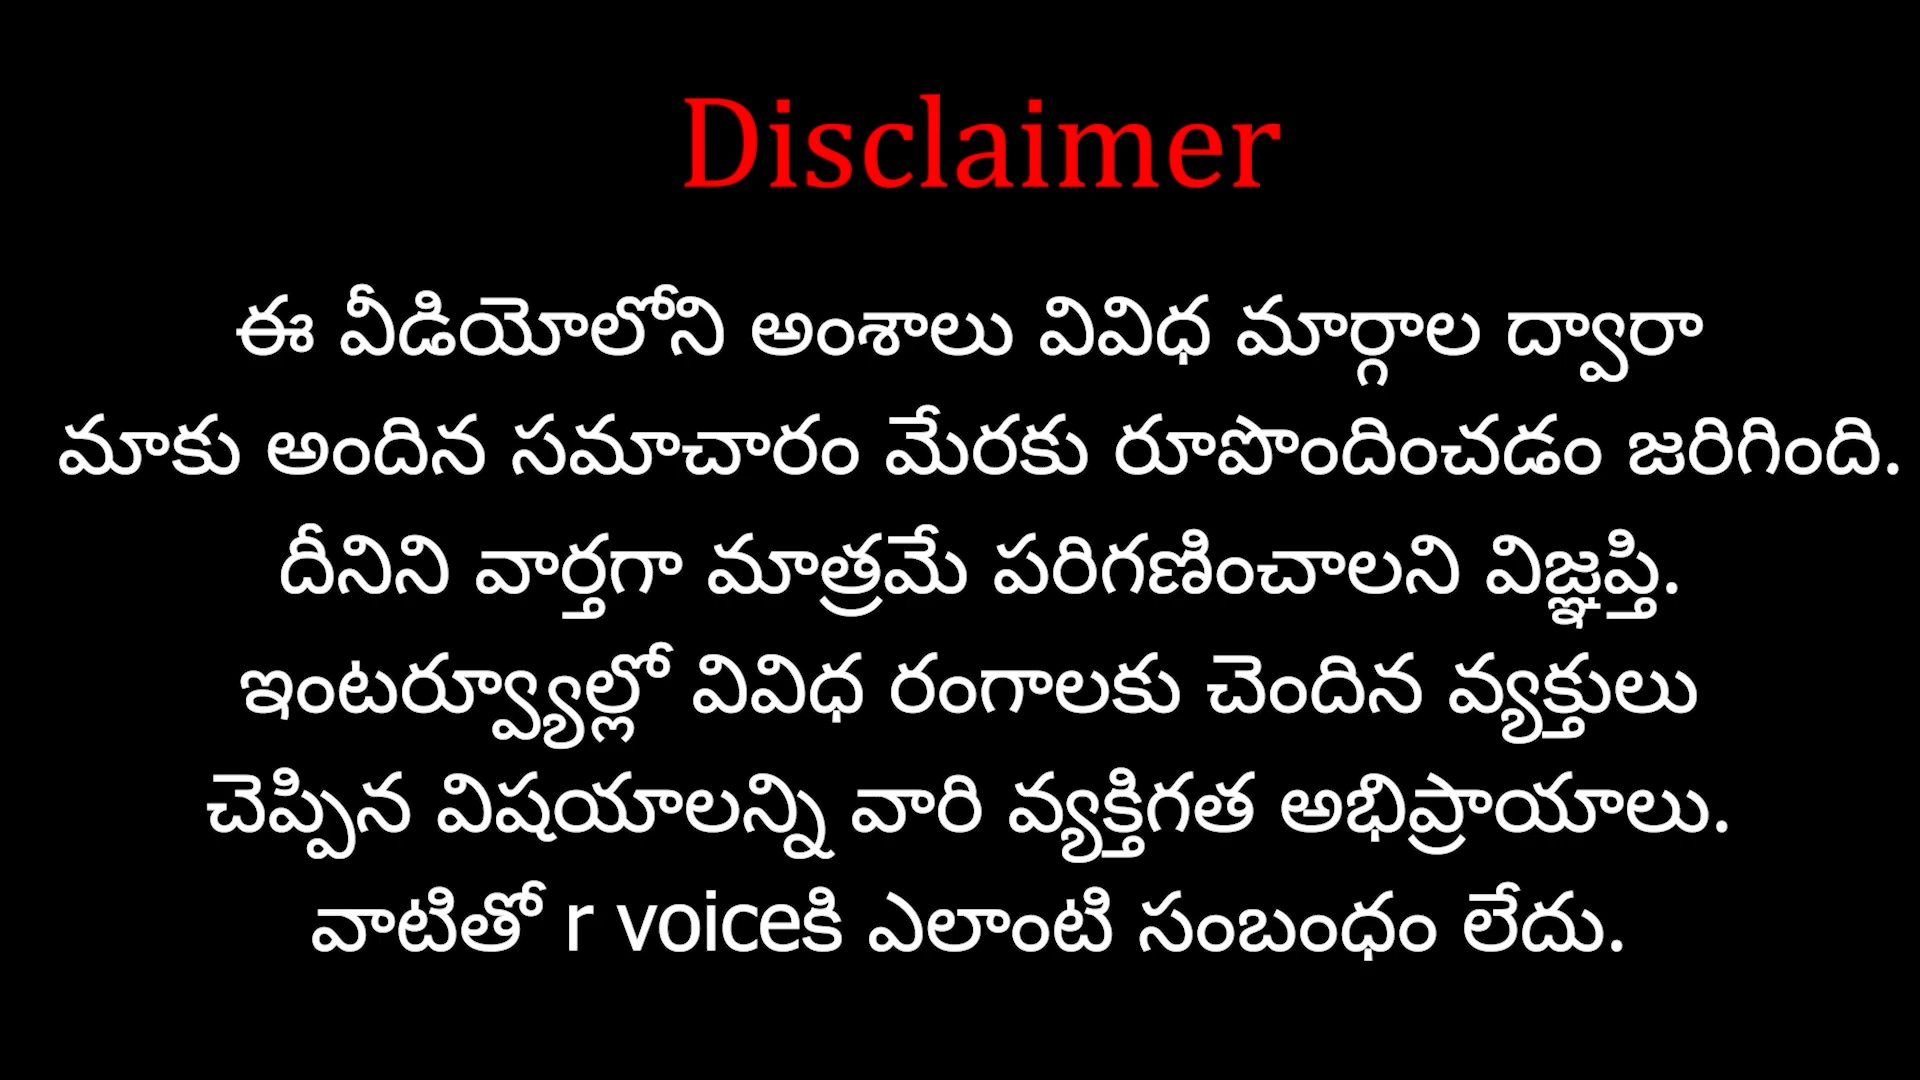 Disclaimer
ఈ వీడియోలోని అంశాలు వివిధ మార్గాల ద్వారా
మాకు అందిన సమాచారం మేరకు రూపొందించడం జరిగింది.
దీనిని వార్తగా మాత్రమే పరిగణించాలని విజ్ఞప్తి.
ఇంటర్వ్యూల్లో వివిధ రంగాలకు చెందిన వ్యక్తులు
చెప్పిన విషయాలన్ని వారి వ్యక్తిగత అభిప్రాయాలు.
వాటితో r voiceకి ఎలాంటి సంబంధం లేదు.